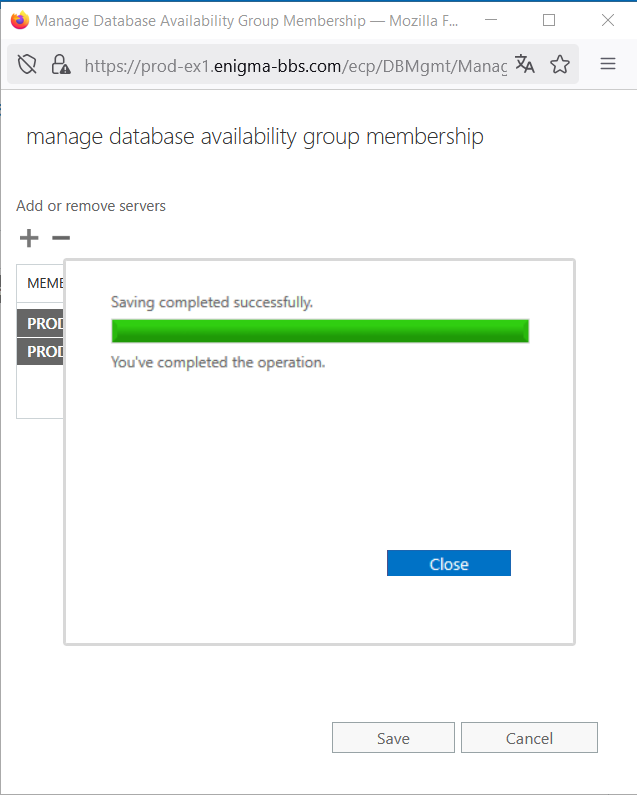 Manage Database Availability Group Membership — Mozilla F...
https://prod-ex1.enigma-bbs.com/ecp/DBMgmt/Manag
manage database availability group membership
Add or remove servers
MEMB
Saving completed successfully.
PROD
You've completed the operation.
PROD
Close
Save
Cancel